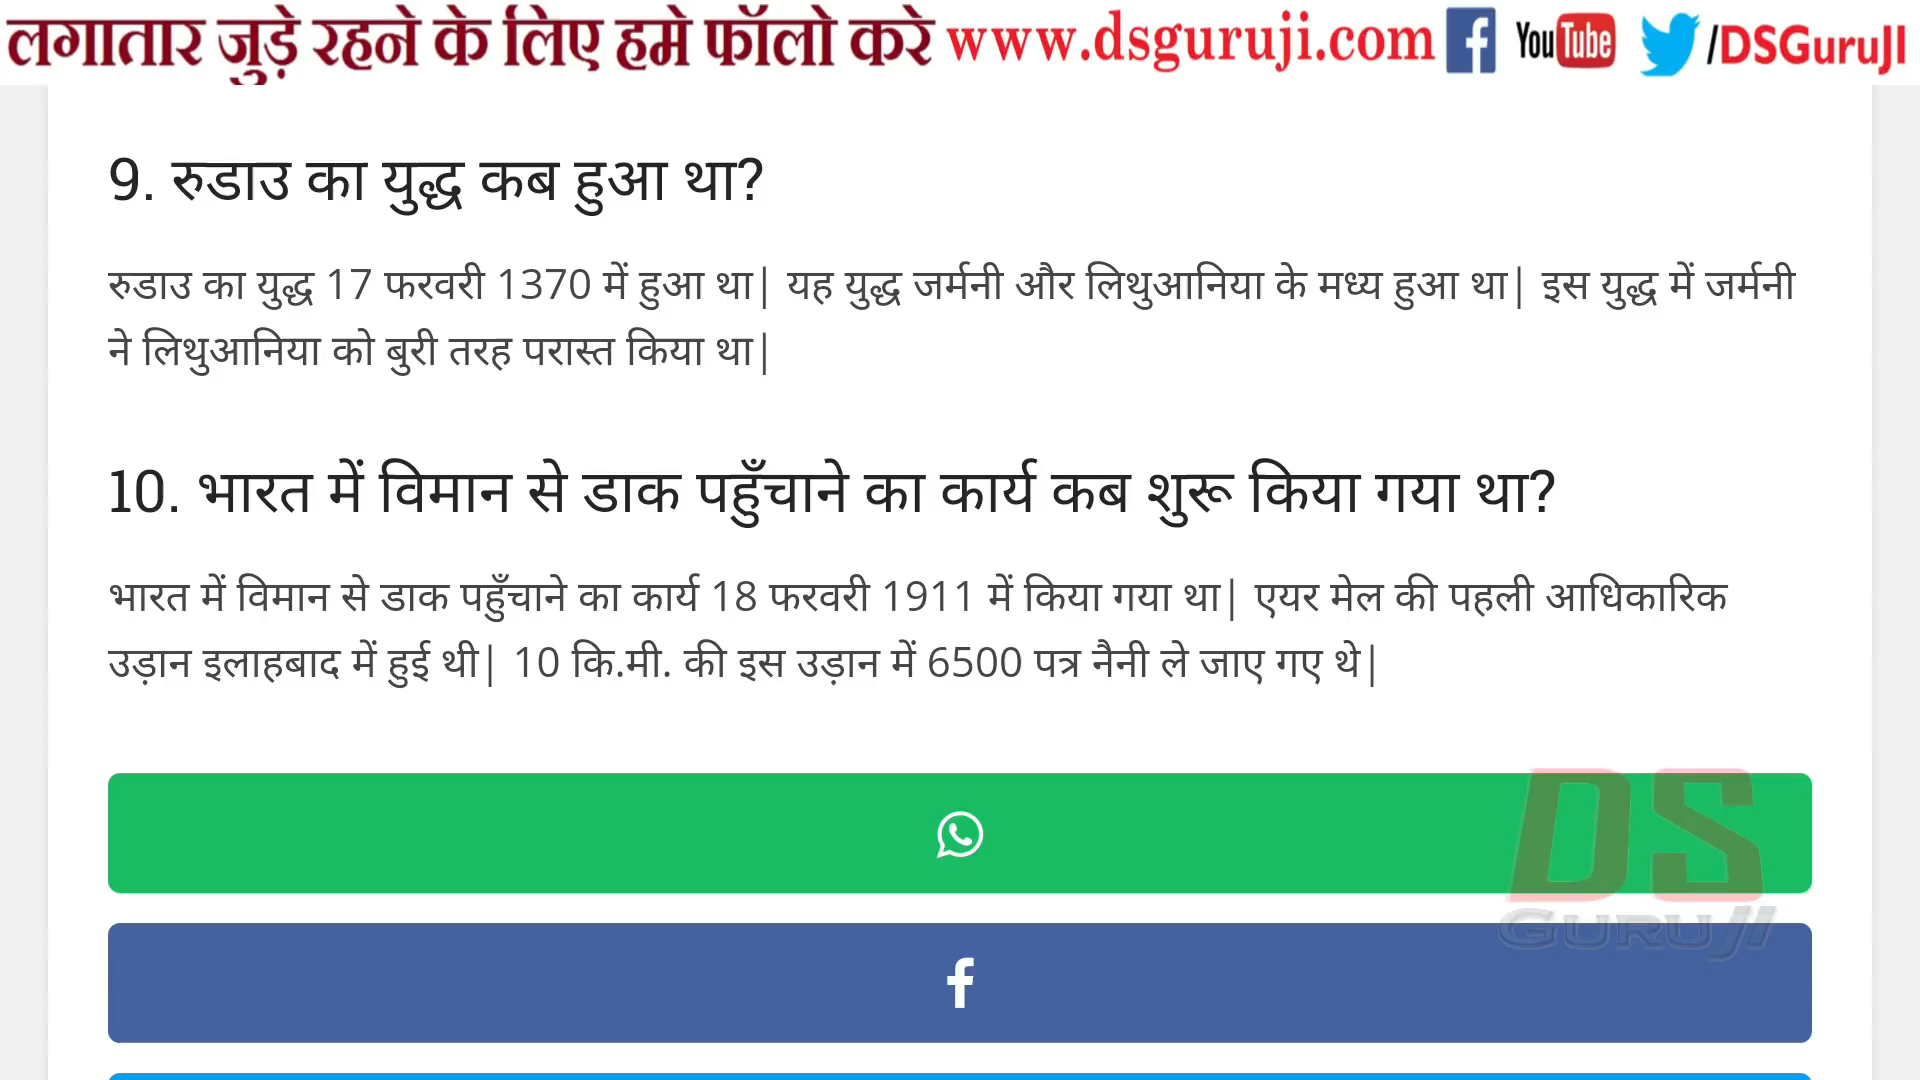 लगातार जुड़े रहने के लिए हमे फॉलो करे www.dsguruji.com f YouTube /DSGuruJI
9. रुडाउ का युद्ध कब हुआ था?
रुडाउ का युद्ध 17 फरवरी 1370 में हुआ था| यह युद्ध जर्मनी और लिथुआनिया के मध्य हुआ था| इस युद्ध में जर्मनी
ने लिथुआनिया को बुरी तरह परास्त किया था|
10. भारत में विमान से डाक पहुँचाने का कार्य कब शुरू किया गया था?
भारत में विमान से डाक पहुँचाने का कार्य 18 फरवरी 1911 में किया गया था| एयर मेल की पहली आधिकारिक
उड़ान इलाहबाद में हुई थी| 10 कि.मी. की इस उड़ान में 6500 पत्र नैनी ले जाए गए थे|
DS
GURUJI
f